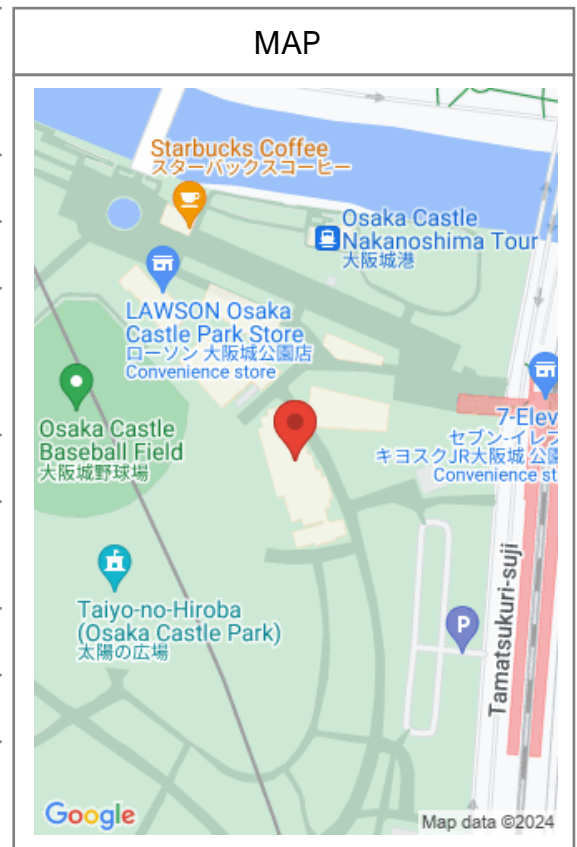 MAP
Starbucks Coffee
スターバックスコーヒー
Osaka Castle
Nakanoshima Tour
大阪城港
LAWSON Osaka
Castle Park Store
ローソン 大阪城公園店
Convenience store
Osaka Castle
Baseball Field
大阪城野球場
7-Elev
セブン-イレブ
キヨスクJR大阪城 公園
Convenience st
Taiyo-no-Hiroba
(Osaka Castle Park)
太陽の広場
P
Tamatsukuri-suji
Google
Map data ©2024